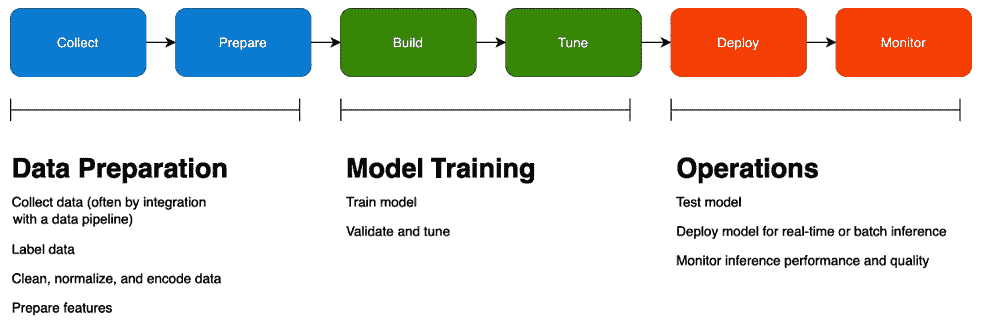 Collect
Prepare
Build
Tune
Deploy
Monitor
Data Preparation
Collect data (often by integration
with a data pipeline)
Label data
Clean, normalize, and encode data
Prepare features
Model Training
Train model
Validate and tune
Operations
Test model
Deploy model for real-time or batch inference
Monitor inference performance and quality